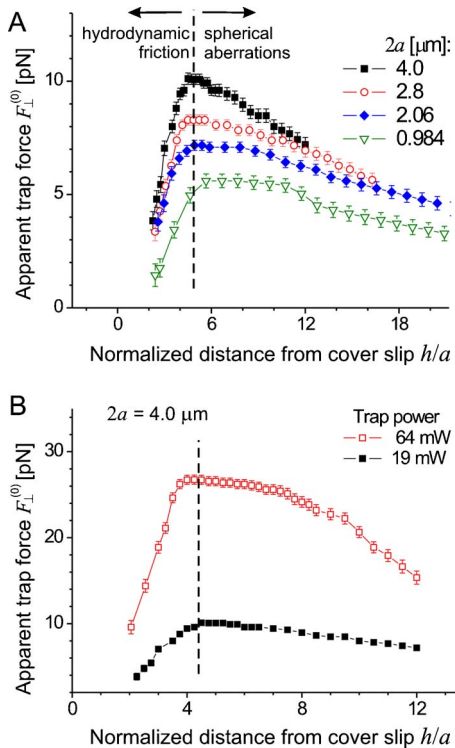 A
hydrodynamic friction
spherical aberrations
2a [µm]:
4.0
2.8
2.06
0.984
Apparent trap force F⊥(0) [pN]
10
5
0
0 6 12 18
Normalized distance from cover slip h/a
B
2a = 4.0 µm
Trap power
64 mW
19 mW
Apparent trap force F⊥(0) [pN]
30
20
10
0 4 8 12
Normalized distance from cover slip h/a